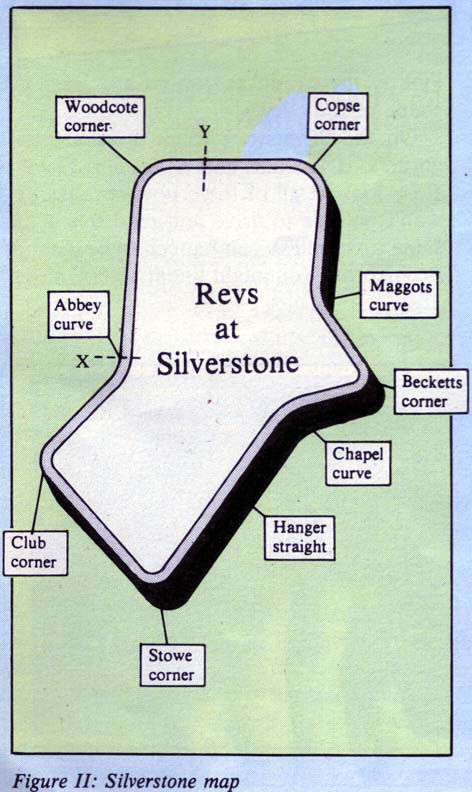 Woodcote
corner
Y
Copse
corner
Revs
at
Silverstone
Maggots
curve
Abbey
curve
X
Becketts
corner
Chapel
curve
Hanger
straight
Club
corner
Stowe
corner
Figure II: Silverstone map